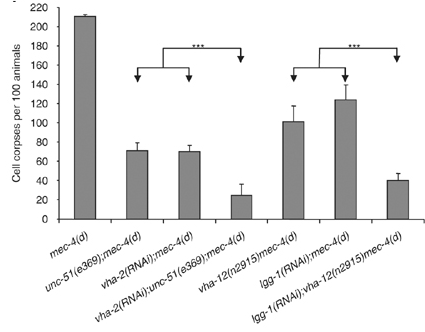 220
200
180
160
140
120
100
80
60
40
20
0
Cell corpses per 100 animals
***
***
mec-4(d)
unc-51(e369);mec-4(d)
vha-2(RNAi);mec-4(d)
vha-2(RNAi);unc-51(e369);mec-4(d)
vha-12(n2915)mec-4(d)
lgg-1(RNAi);mec-4(d)
lgg-1(RNAi);vha-12(n2915)mec-4(d)